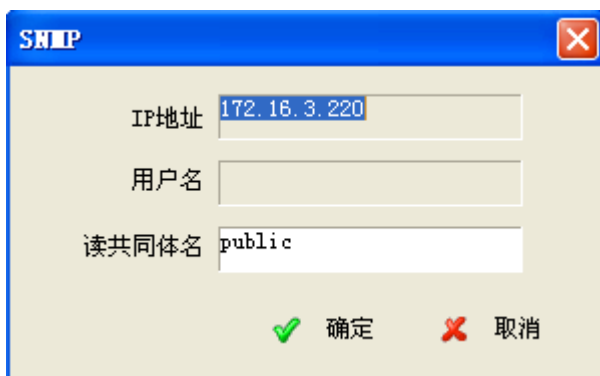 SNMP
IP地址 172.16.3.220
用户名
读共同体名 public
确定 取消